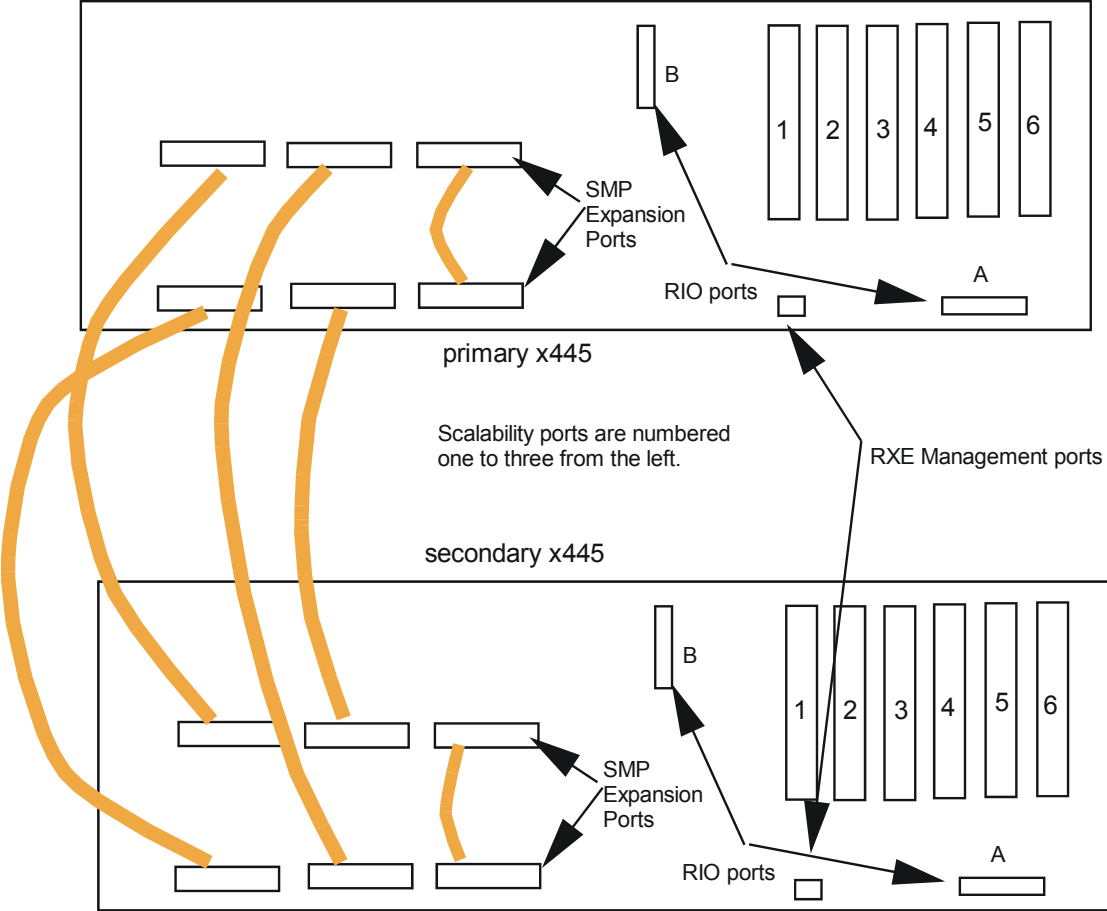 B
1
2
3
4
5
6
SMP
Expansion
Ports
RIO ports
A
primary x445
Scalability ports are numbered
one to three from the left.
RXE Management ports
secondary x445
B
1
2
3
4
5
6
SMP
Expansion
Ports
RIO ports
A